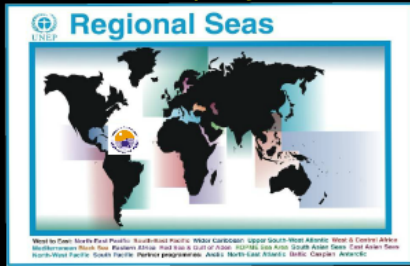 UNEP
Regional Seas
West to East: North-East Pacific South-East Pacific Wider Caribbean Upper South-West Atlantic West & Central Africa
Mediterranean Black Sea Eastern Africa Red Sea & Gulf of Aden ROPME Sea Area South Asian Seas East Asian Seas
North-West Pacific South Pacific Partner programmes: Arctic North-East Atlantic Baltic Caspian Antarctic